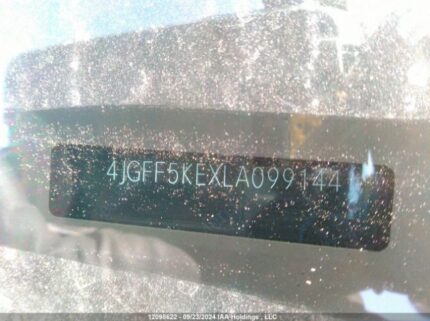 4JGFF5KEXLA099144
12098622 - 09/23/2024 IAA Holdings , LLC